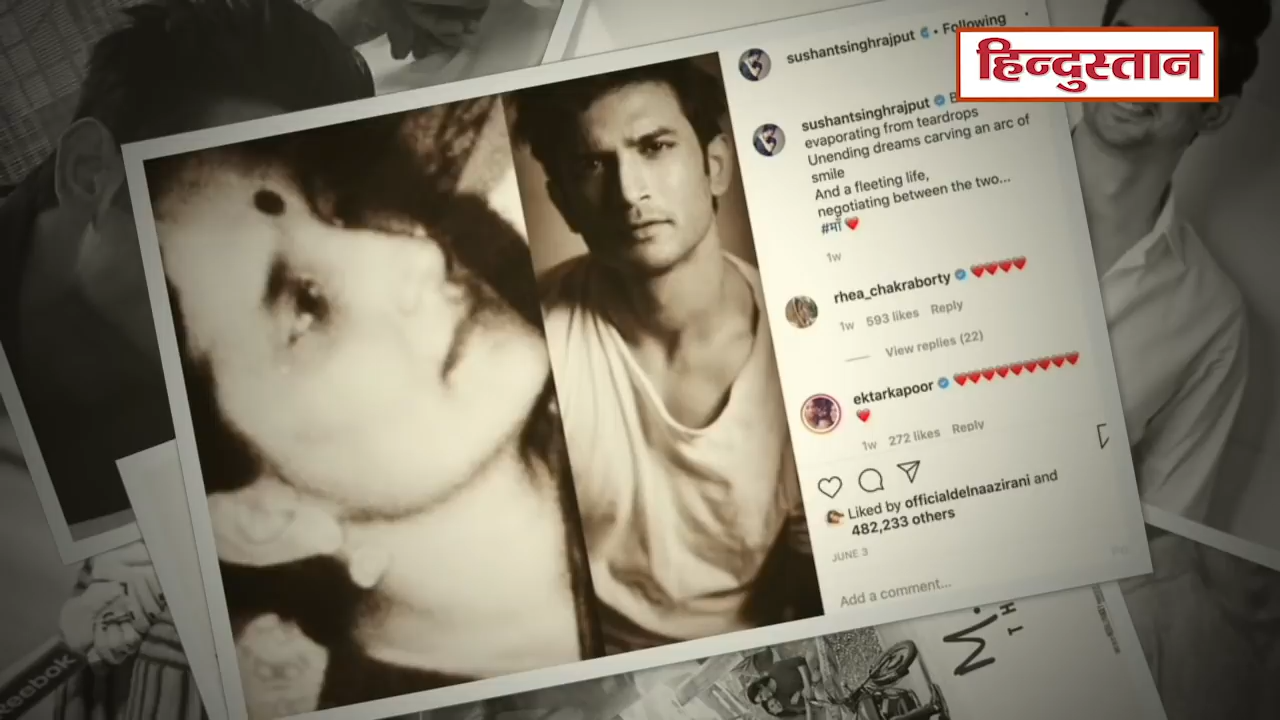 sushantsinghrajput • Following
हिन्दुस्तान
sushantsinghrajput
evaporating from teardrops
Unending dreams carving an arc of
smile
And a fleeting life,
negotiating between the two...
#माँ ❤️
1w
rhea_chakraborty ❤️❤️❤️❤️
1w 593 likes Reply
View replies (22)
ektarkapoor ❤️❤️❤️❤️❤️❤️❤️❤️❤️
❤️
1w 272 likes Reply
Liked by officialdelnaazirani and
482,233 others
JUNE 3
Add a comment...
Reebok